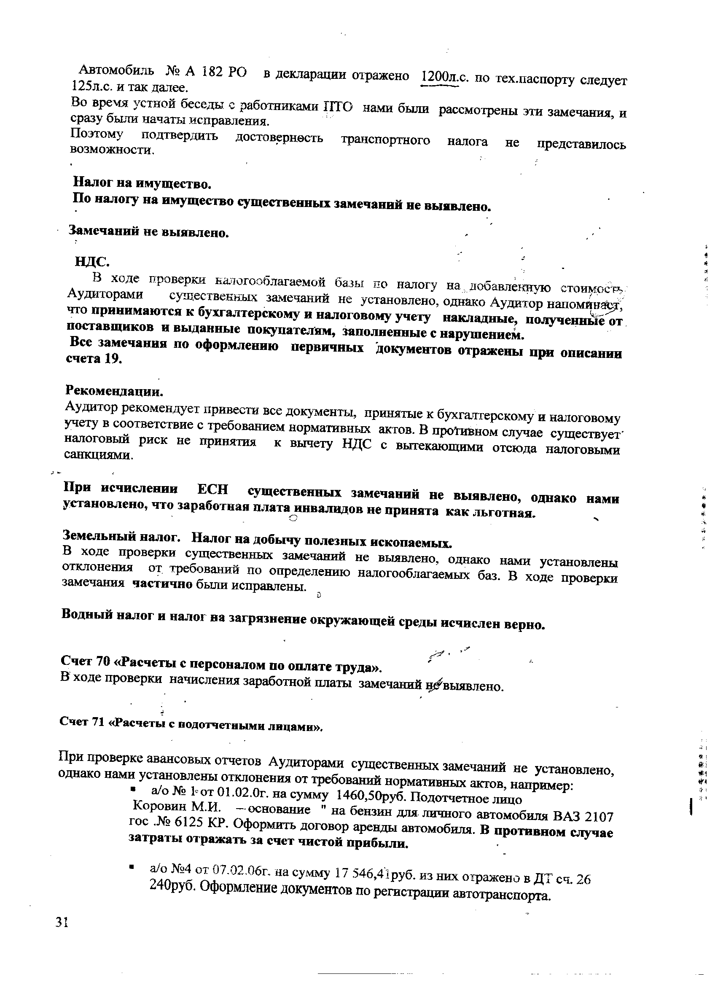 Автомобиль № А 182 РО в декларации отражено 1200л.с. по тех.паспорту следует
125л.с. и так далее.
Во время устной беседы с работниками ПТО нами были рассмотрены эти замечания, и
сразу были начаты исправления.
Поэтому подтвердить достоверность транспортного налога не представилось
возможности.
Налог на имущество.
По налогу на имущество существенных замечаний не выявлено.
Замечаний не выявлено.
НДС.
В ходе проверки налогооблагаемой базы по налогу на добавленную стоимость
Аудиторами существенных замечаний не установлено, однако Аудитор напоминает,
что принимаются к бухгалтерскому и налоговому учету накладные, полученные от
поставщиков и выданные покупателям, заполненные с нарушением.
Все замечания по оформлению первичных документов отражены при описании
счета 19.
Рекомендации.
Аудитор рекомендует привести все документы, принятые к бухгалтерскому и налоговому
учету в соответствие с требованием нормативных актов. В противном случае существует
налоговый риск не принятия к вычету НДС с вытекающими отсюда налоговыми
санкциями.
При исчислении ЕСН существенных замечаний не выявлено, однако нами
установлено, что заработная плата инвалидов не принята как льготная.
Земельный налог. Налог на добычу полезных ископаемых.
В ходе проверки существенных замечаний не выявлено, однако нами установлены
отклонения от требований по определению налогооблагаемых баз. В ходе проверки
замечания частично были исправлены.
Водный налог и налог на загрязнение окружающей среды исчислен верно.
Счет 70 «Расчеты с персоналом по оплате труда».
В ходе проверки начисления заработной платы замечаний не выявлено.
Счет 71 «Расчеты с подотчетными лицами».
При проверке авансовых отчетов Аудиторами существенных замечаний не установлено,
однако нами установлены отклонения от требований нормативных актов, например:
▪ а/о № 1 от 01.02.0г. на сумму 1460,50руб. Подотчетное лицо
Коровин М.И. – основание " на бензин для личного автомобиля ВАЗ 2107
гос .№ 6125 КР. Оформить договор аренды автомобиля. В противном случае
затраты отражать за счет чистой прибыли.
▪ а/о №4 от 07.02.06г. на сумму 17 546,41руб. из них отражено в ДТ сч. 26
240руб. Оформление документов по регистрации автотранспорта.
31